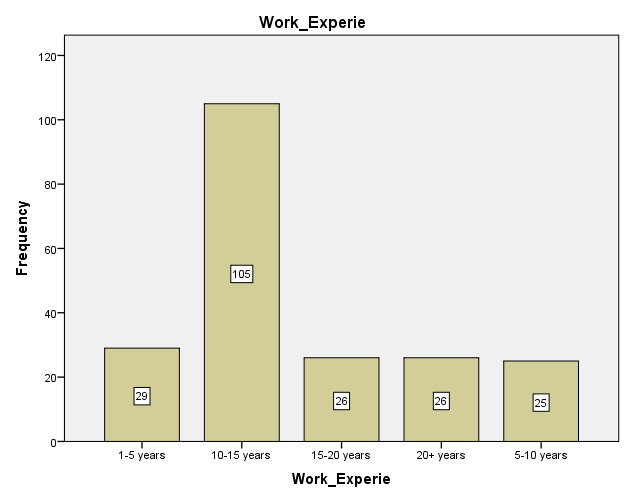 Work_Experie
Frequency
120
100
80
60
40
20
0
29
105
26
26
25
1-5 years
10-15 years
15-20 years
20+ years
5-10 years
Work_Experie